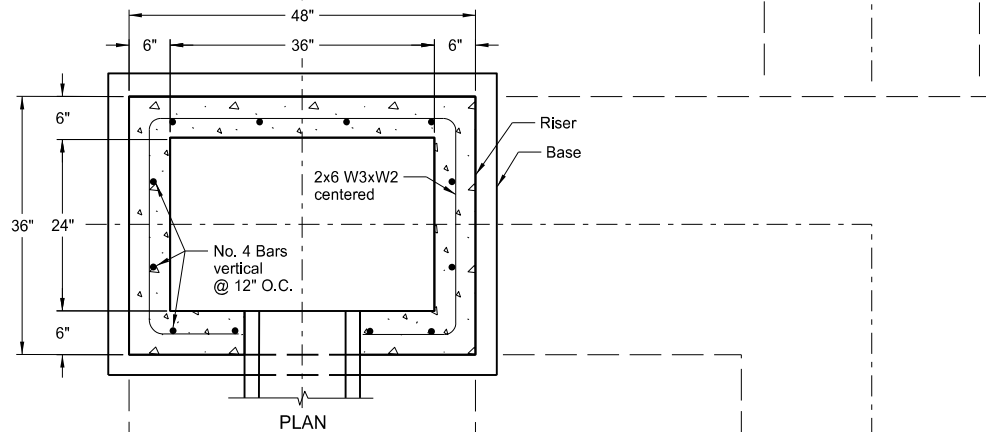 48"
6"
36"
6"
6"
Riser
Base
2x6 W3xW2
centered
36"
24"
No. 4 Bars
vertical
@ 12" O.C.
6"
PLAN